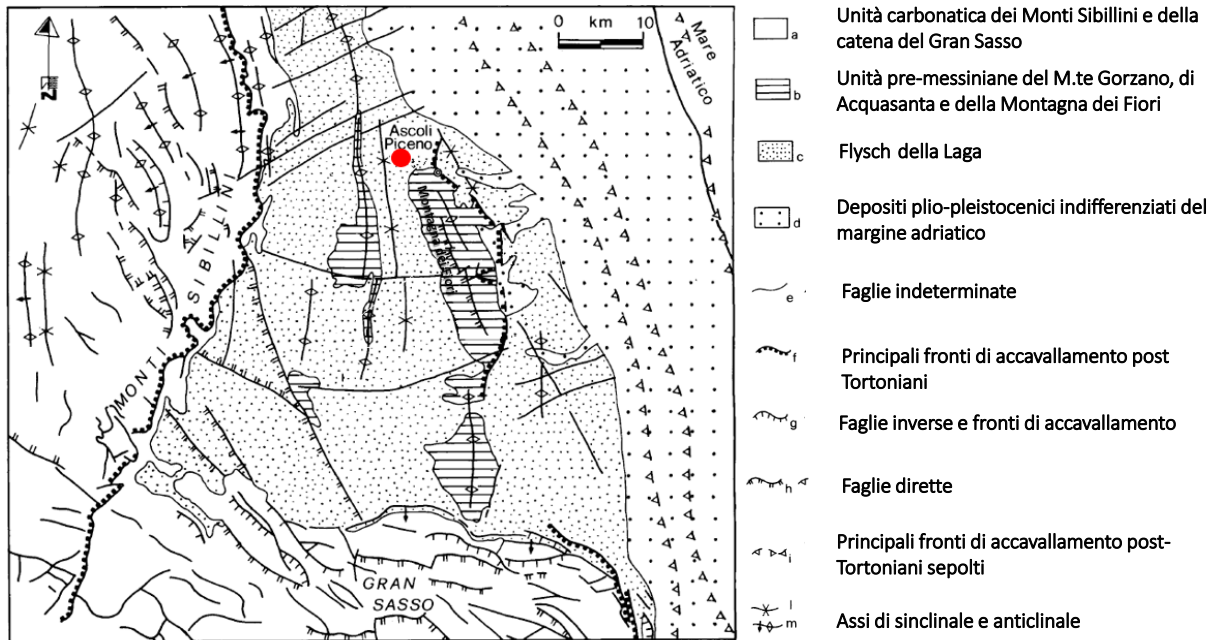 0 km 10
N
Mare
Adriatico
Ascoli
Piceno
Montagna dei Fiori
MONTI SIBILLINI
GRAN
SASSO
a
Unità carbonatica dei Monti Sibillini e della
catena del Gran Sasso
b
Unità pre-messiniane del M.te Gorzano, di
Acquasanta e della Montagna dei Fiori
c
Flysch della Laga
d
Depositi plio-pleistocenici indifferenziati del
margine adriatico
e
Faglie indeterminate
f
Principali fronti di accavallamento post
Tortoniani
g
Faglie inverse e fronti di accavallamento
h
Faglie dirette
i
Principali fronti di accavallamento post-
Tortoniani sepolti
l
m
Assi di sinclinale e anticlinale